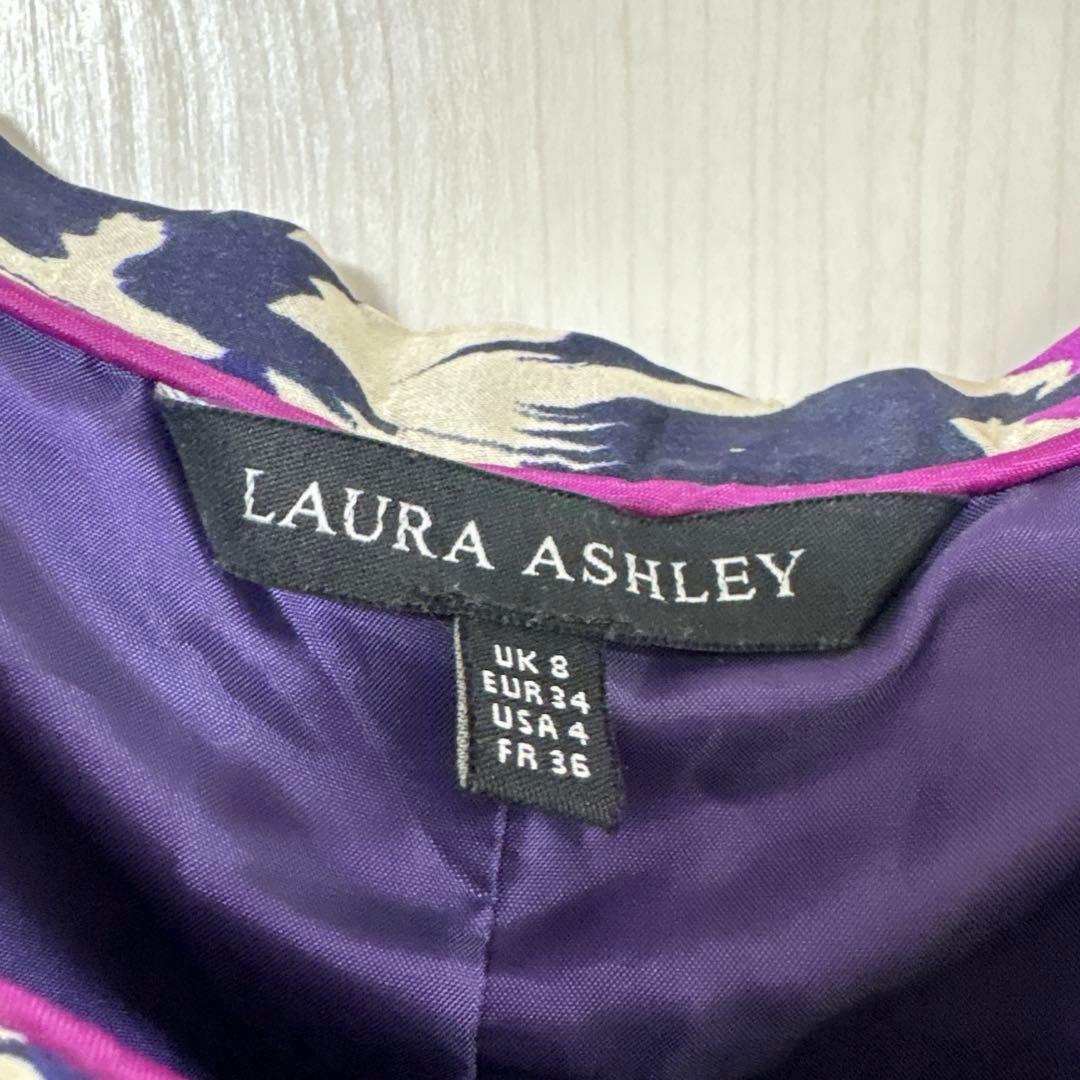 LAURA ASHLEY
UK 8
EUR 34
USA 4
FR 36